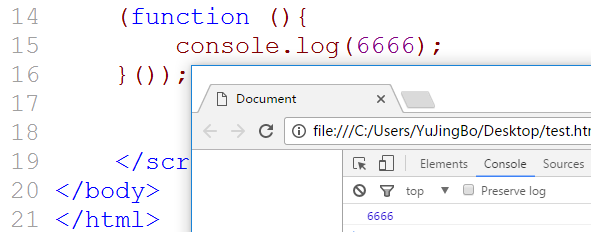 14 (function (){
15 console.log(6666);
16 }());
17
18
19 </scr
20 </body>
21 </html>
Document
file:///C:/Users/YuJingBo/Desktop/test.ht
Elements Console Sources
top Preserve log
6666